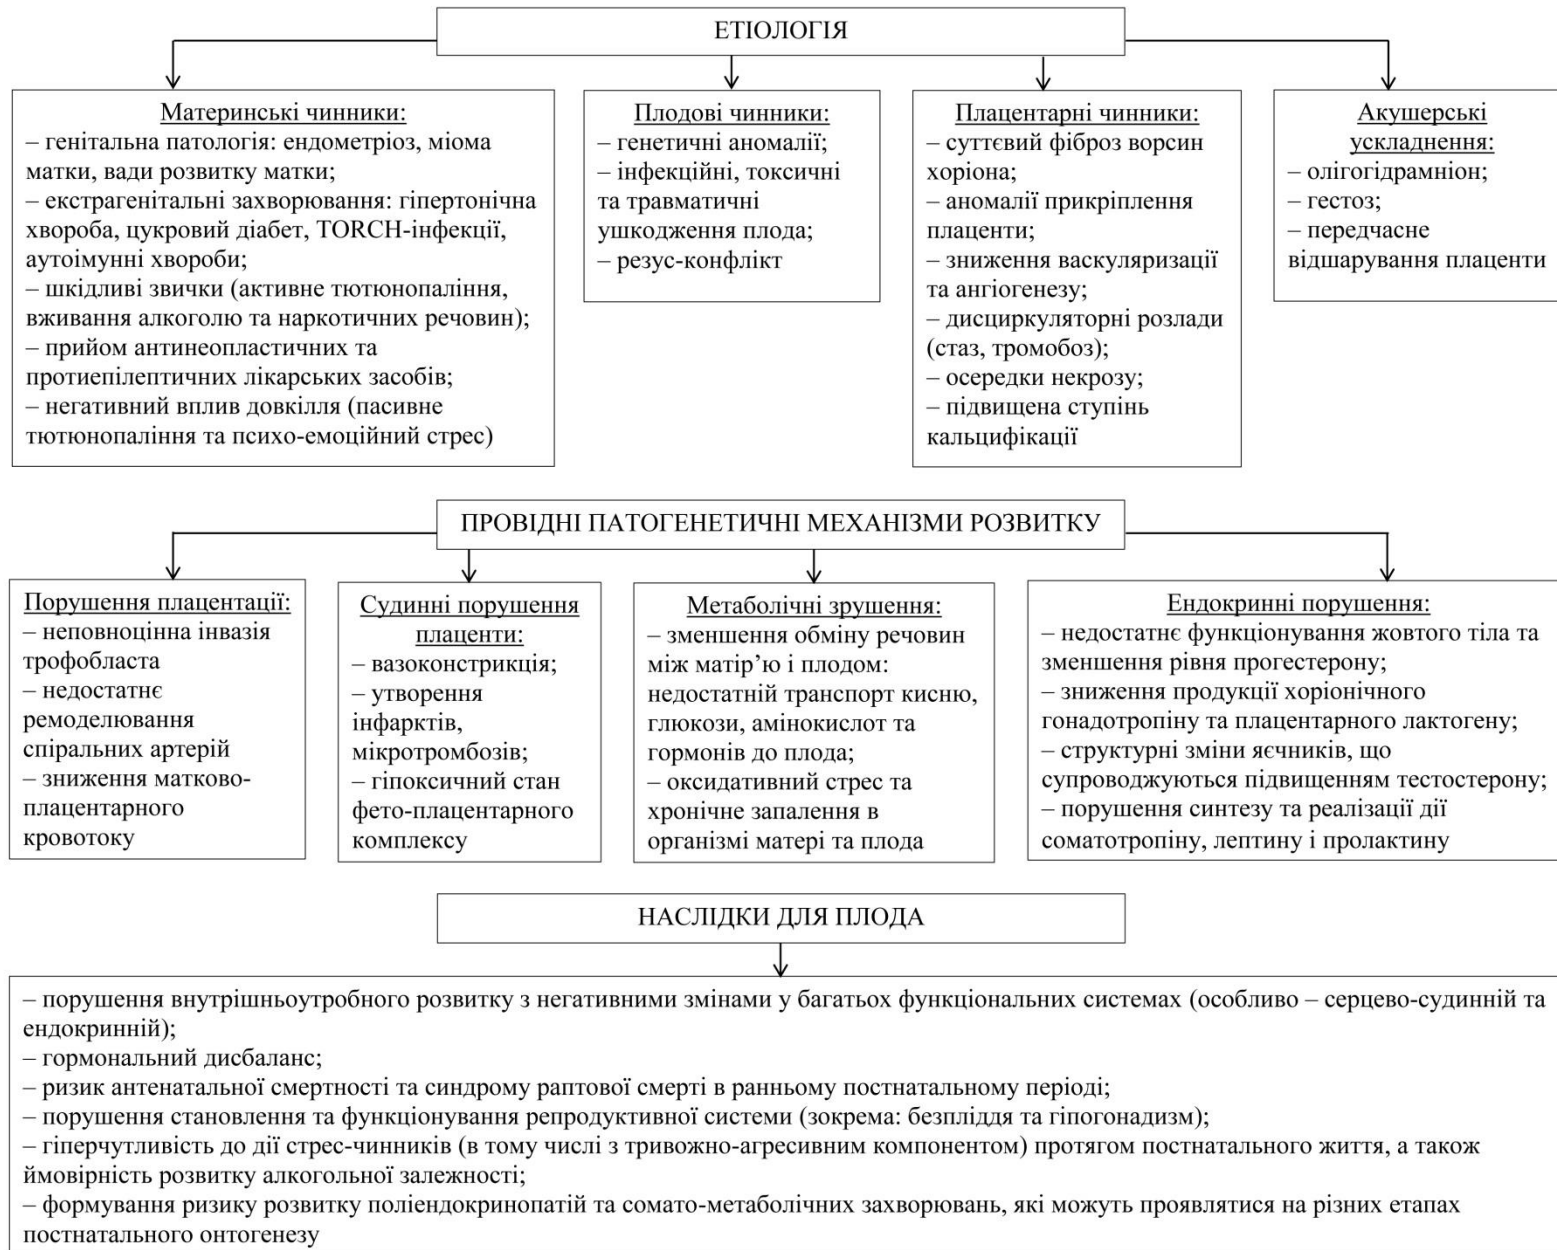 ЕТІОЛОГІЯ
Материнські чинники:
– генітальна патологія: ендометріоз, міома
матки, вади розвитку матки;
– екстрагенітальні захворювання: гіпертонічна
хвороба, цукровий діабет, TORCH-інфекції,
аутоімунні хвороби;
– шкідливі звички (активне тютюнопаління,
вживання алкоголю та наркотичних речовин);
– прийом антинеопластичних та
протиепілептичних лікарських засобів;
– негативний вплив довкілля (пасивне
тютюнопаління та психо-емоційний стрес)
Плодові чинники:
– генетичні аномалії;
– інфекційні, токсичні
та травматичні
ушкодження плода;
– резус-конфлікт
Плацентарні чинники:
– суттєвий фіброз ворсин
хоріона;
– аномалії прикріплення
плаценти;
– зниження васкуляризації
та ангіогенезу;
– дисциркуляторні розлади
(стаз, тромобоз);
– осередки некрозу;
– підвищена ступінь
кальцифікації
Акушерські
ускладнення:
– олігогідрамніон;
– гестоз;
– передчасне
відшарування плаценти
ПРОВІДНІ ПАТОГЕНЕТИЧНІ МЕХАНІЗМИ РОЗВИТКУ
Порушення плацентації:
– неповноцінна інвазія
трофобласта
– недостатнє
ремоделювання
спіральних артерій
– зниження матково-
плацентарного
кровотоку
Судинні порушення
плаценти:
– вазоконстрикція;
– утворення
інфарктів,
мікротромбозів;
– гіпоксичний стан
фето-плацентарного
комплексу
Метаболічні зрушення:
– зменшення обміну речовин
між матір’ю і плодом:
недостатній транспорт кисню,
глюкози, амінокислот та
гормонів до плода;
– оксидативний стрес та
хронічне запалення в
організмі матері та плода
Ендокринні порушення:
– недостатнє функціонування жовтого тіла та
зменшення рівня прогестерону;
– зниження продукції хоріонічного
гонадотропіну та плацентарного лактогену;
– структурні зміни яєчників, що
супроводжуються підвищенням тестостерону;
– порушення синтезу та реалізації дії
соматотропіну, лептину і пролактину
НАСЛІДКИ ДЛЯ ПЛОДА
– порушення внутрішньоутробного розвитку з негативними змінами у багатьох функціональних системах (особливо – серцево-судинній та
ендокринній);
– гормональний дисбаланс;
– ризик антенатальної смертності та синдрому раптової смерті в ранньому постнатальному періоді;
– порушення становлення та функціонування репродуктивної системи (зокрема: безпліддя та гіпогонадизм);
– гіперчутливість до дії стрес-чинників (в тому числі з тривожно-агресивним компонентом) протягом постнатального життя, а також
ймовірність розвитку алкогольної залежності;
– формування ризику розвитку поліендокринопатій та сомато-метаболічних захворювань, які можуть проявлятися на різних етапах
постнатального онтогенезу